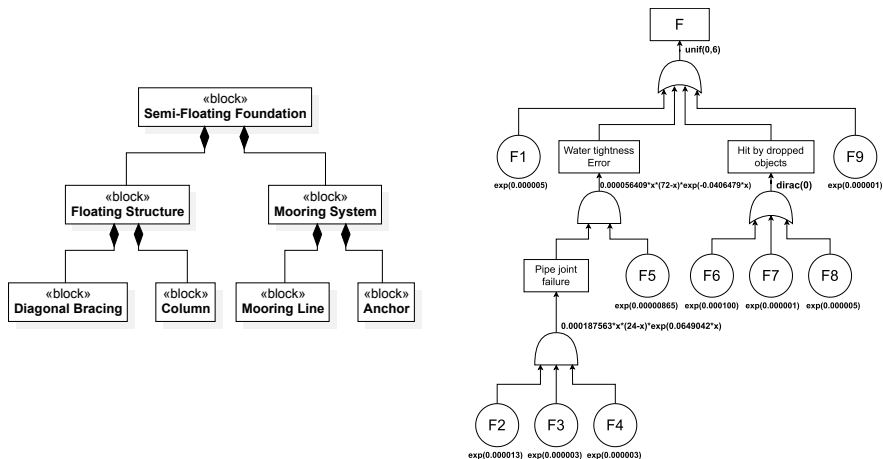 «block»
Semi-Floating Foundation
«block»
Floating Structure
«block»
Mooring System
«block»
Diagonal Bracing
«block»
Column
«block»
Mooring Line
«block»
Anchor
F
unif(0,6)
F1
exp(0.000005)
Water tightness
Error
0.000056409*x*(72-x)*exp(-0.0406479*x)
Hit by dropped
objects
dirac(0)
F9
exp(0.000001)
Pipe joint
failure
0.000187563*x*(24-x)*exp(0.0649042*x)
F5
exp(0.00000865)
F6
exp(0.000100)
F7
exp(0.000001)
F8
exp(0.000005)
F2
exp(0.000013)
F3
exp(0.000003)
F4
exp(0.000003)